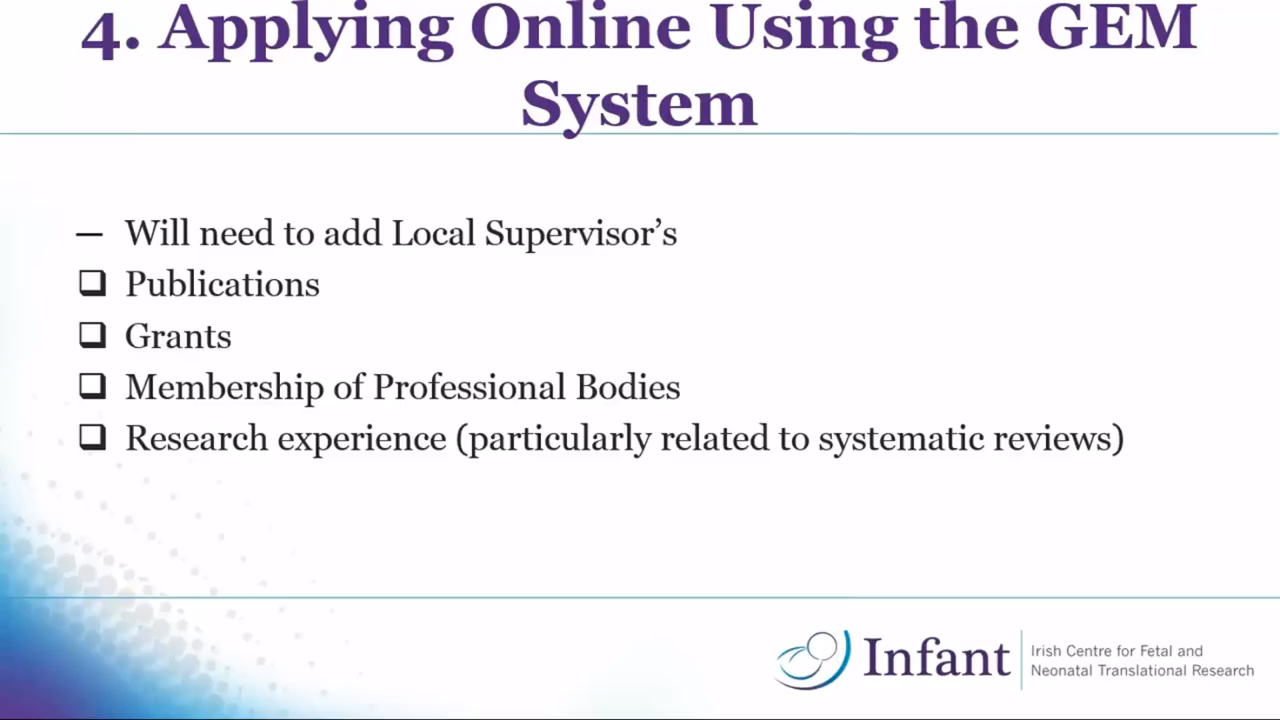 4. Applying Online Using the GEM
System
— Will need to add Local Supervisor’s
❑ Publications
❑ Grants
❑ Membership of Professional Bodies
❑ Research experience (particularly related to systematic reviews)
Infant
Irish Centre for Fetal and
Neonatal Translational Research